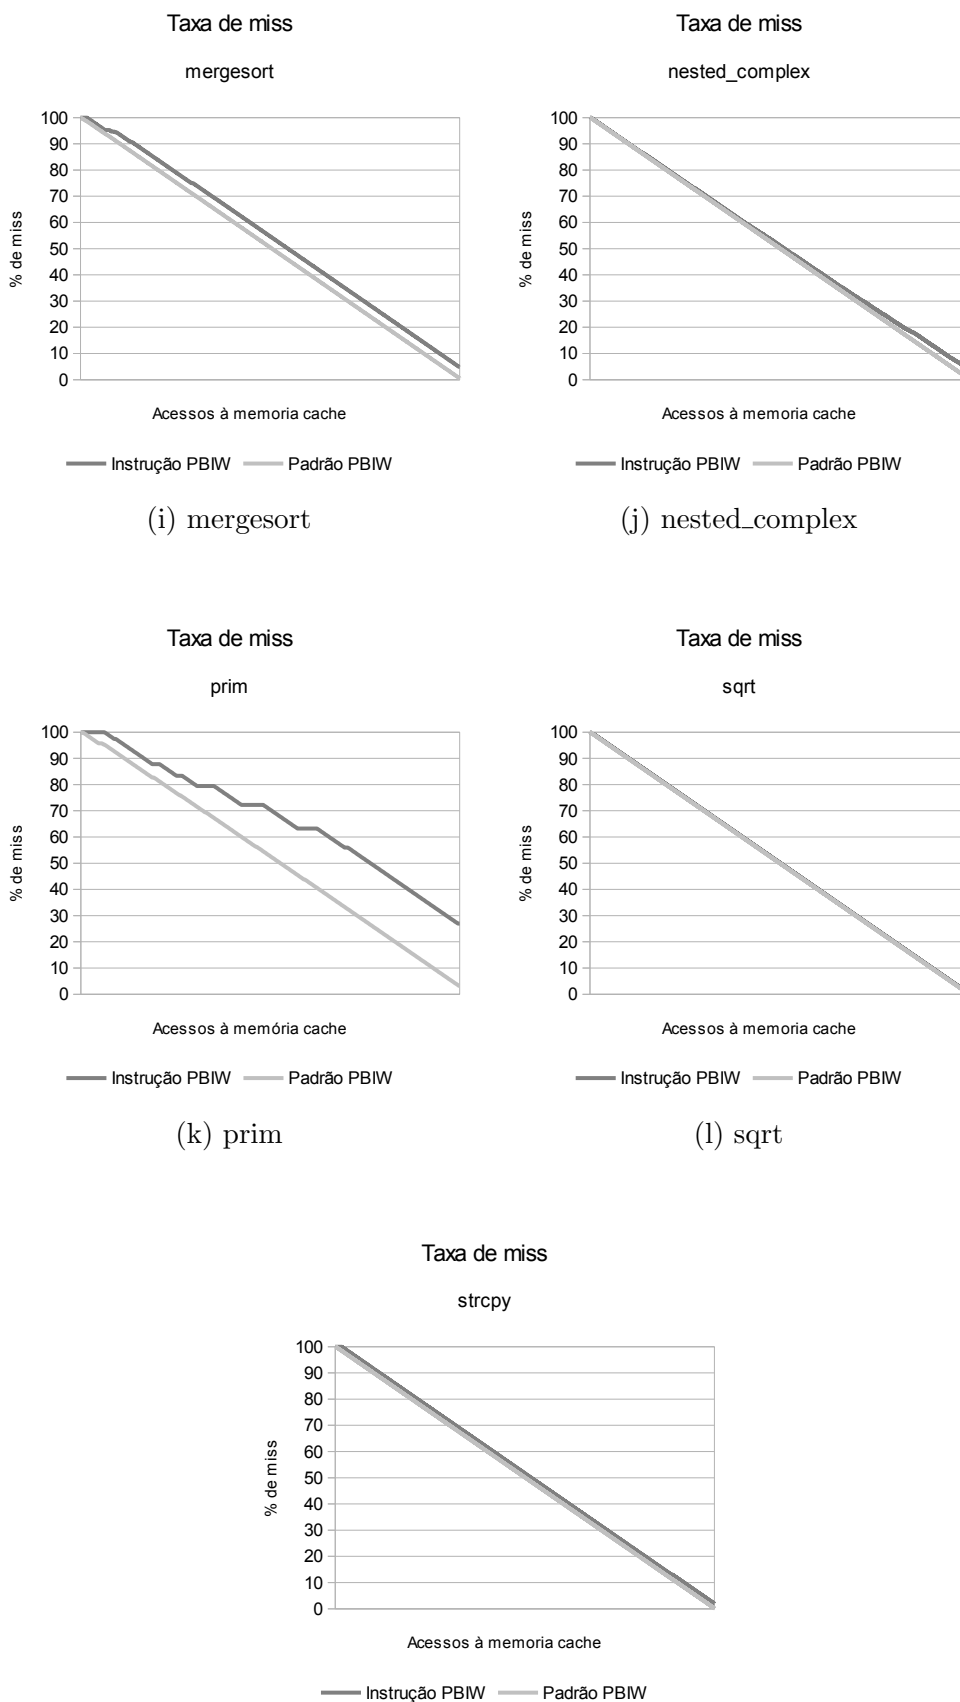 Taxa de miss
mergesort
100
90
80
70
60
50
40
30
20
10
0
% de miss
Acessos à memoria cache
Instrução PBIW Padrão PBIW
(i) mergesort
Taxa de miss
nested_complex
100
90
80
70
60
50
40
30
20
10
0
% de miss
Acessos à memoria cache
Instrução PBIW Padrão PBIW
(j) nested_complex
Taxa de miss
prim
100
90
80
70
60
50
40
30
20
10
0
% de miss
Acessos à memória cache
Instrução PBIW Padrão PBIW
(k) prim
Taxa de miss
sqrt
100
90
80
70
60
50
40
30
20
10
0
% de miss
Acessos à memoria cache
Instrução PBIW Padrão PBIW
(l) sqrt
Taxa de miss
strcpy
100
90
80
70
60
50
40
30
20
10
0
% de miss
Acessos à memoria cache
Instrução PBIW Padrão PBIW